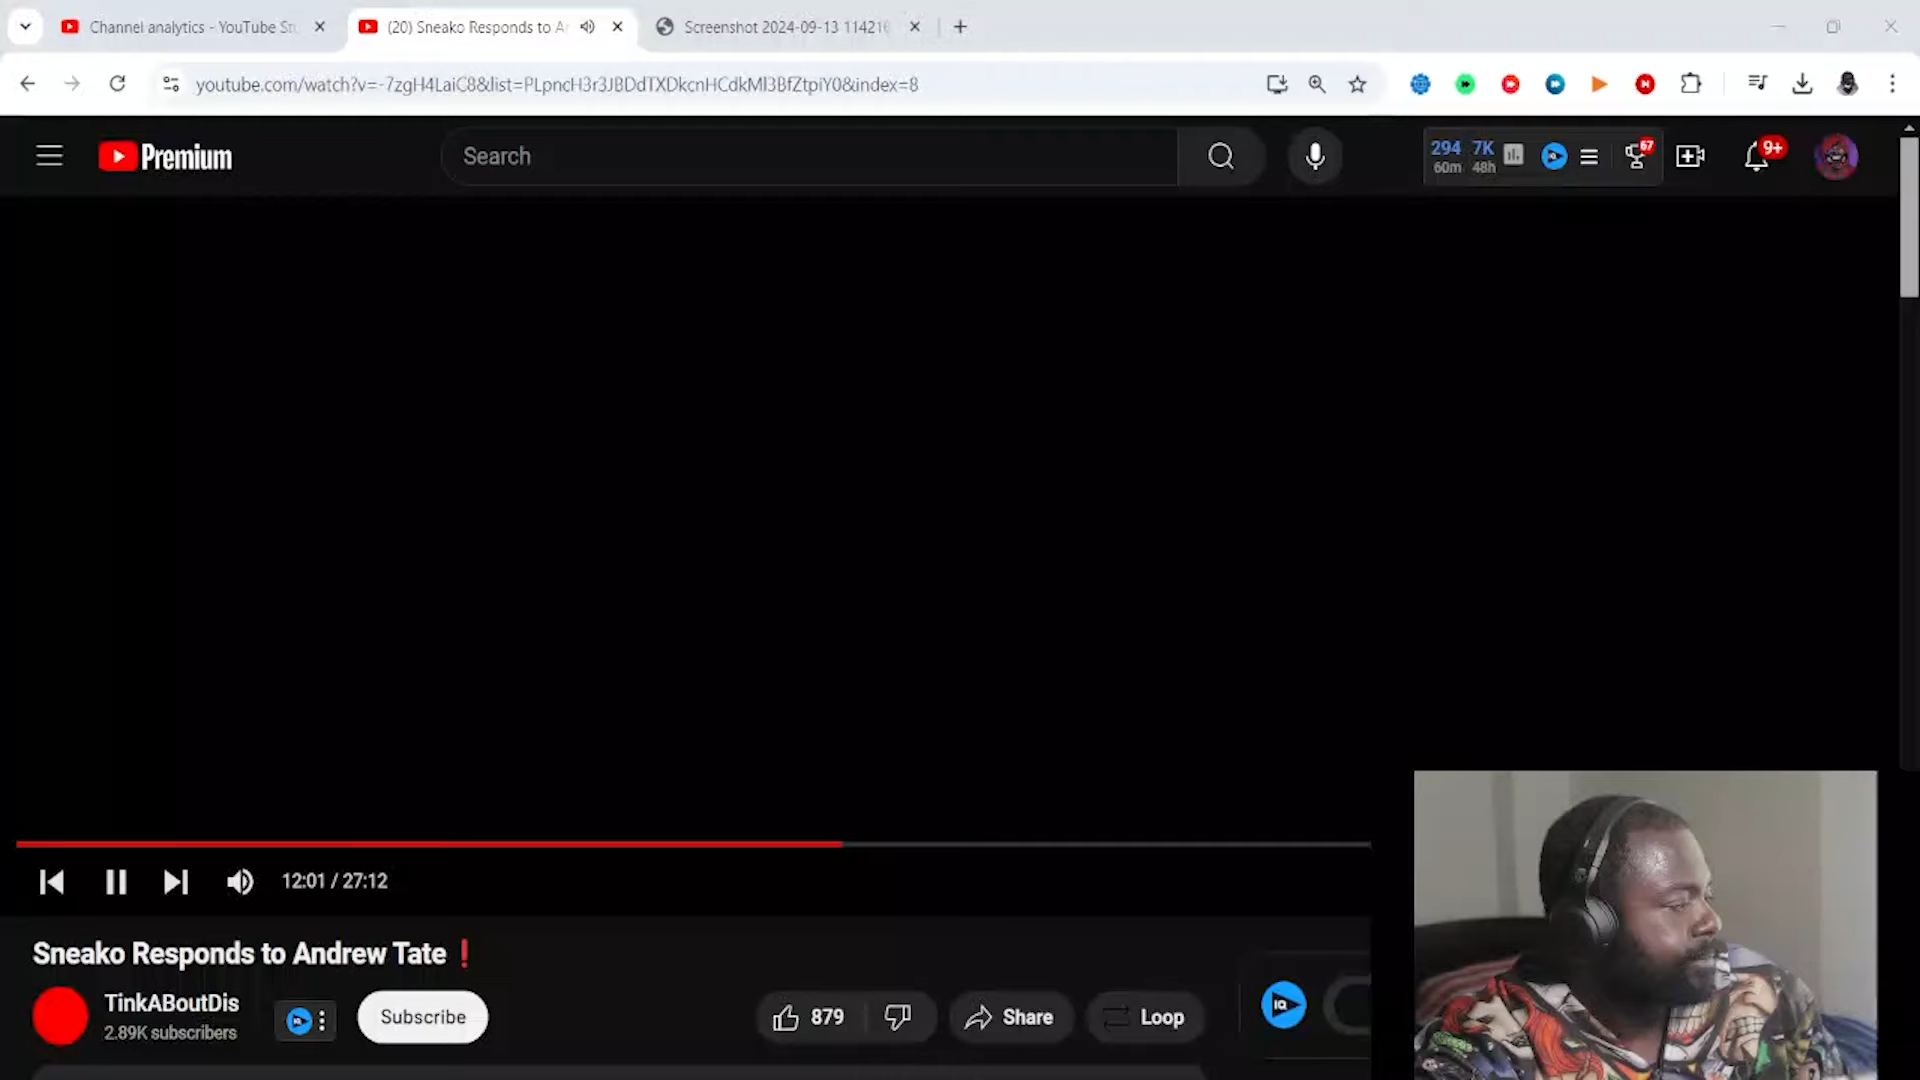 Channel analytics - YouTube St
(20) Sneako Responds to A
Screenshot 2024-09-13 11421
youtube.com/watch?v=-7zgH4LaiC8&list=PLpncH3r3JBDdTXDkcnHCdkMl3BfZtpiY0&index=8
Premium
Search
294 7K
60m 48h
67
9+
12:01 / 27:12
Sneako Responds to Andrew Tate❗
TinkABoutDis
2.89K subscribers
IQ
Subscribe
879
Share
Loop
IQ